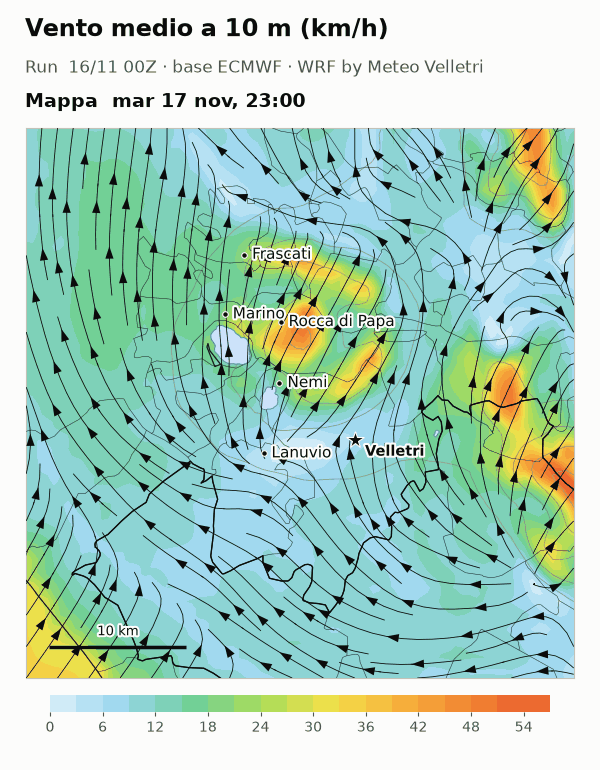 Vento medio a 10 m (km/h)
Run  16/11 00Z · base ECMWF · WRF by Meteo Velletri
Mappa  mar 17 nov, 23:00
Frascati
Marino
Rocca di Papa
Nemi
Velletri
Lanuvio
10 km
0 6 12 18 24 30 36 42 48 54